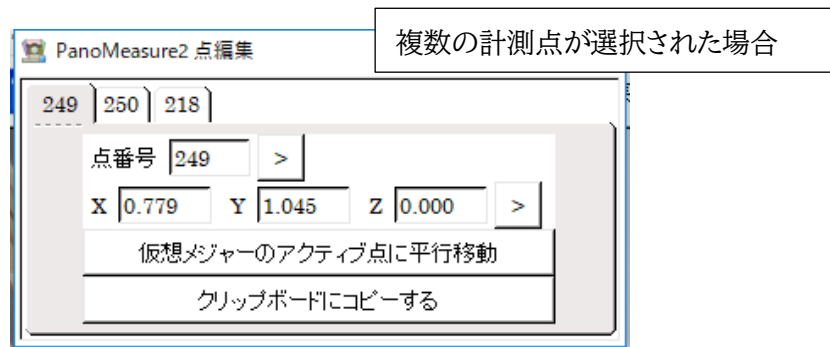 複数の計測点が選択された場合
PanoMeasure2 点編集
249 250 218
点番号 249 >
X 0.779 Y 1.045 Z 0.000 >
仮想メジャーのアクティブ点に平行移動
クリップボードにコピーする